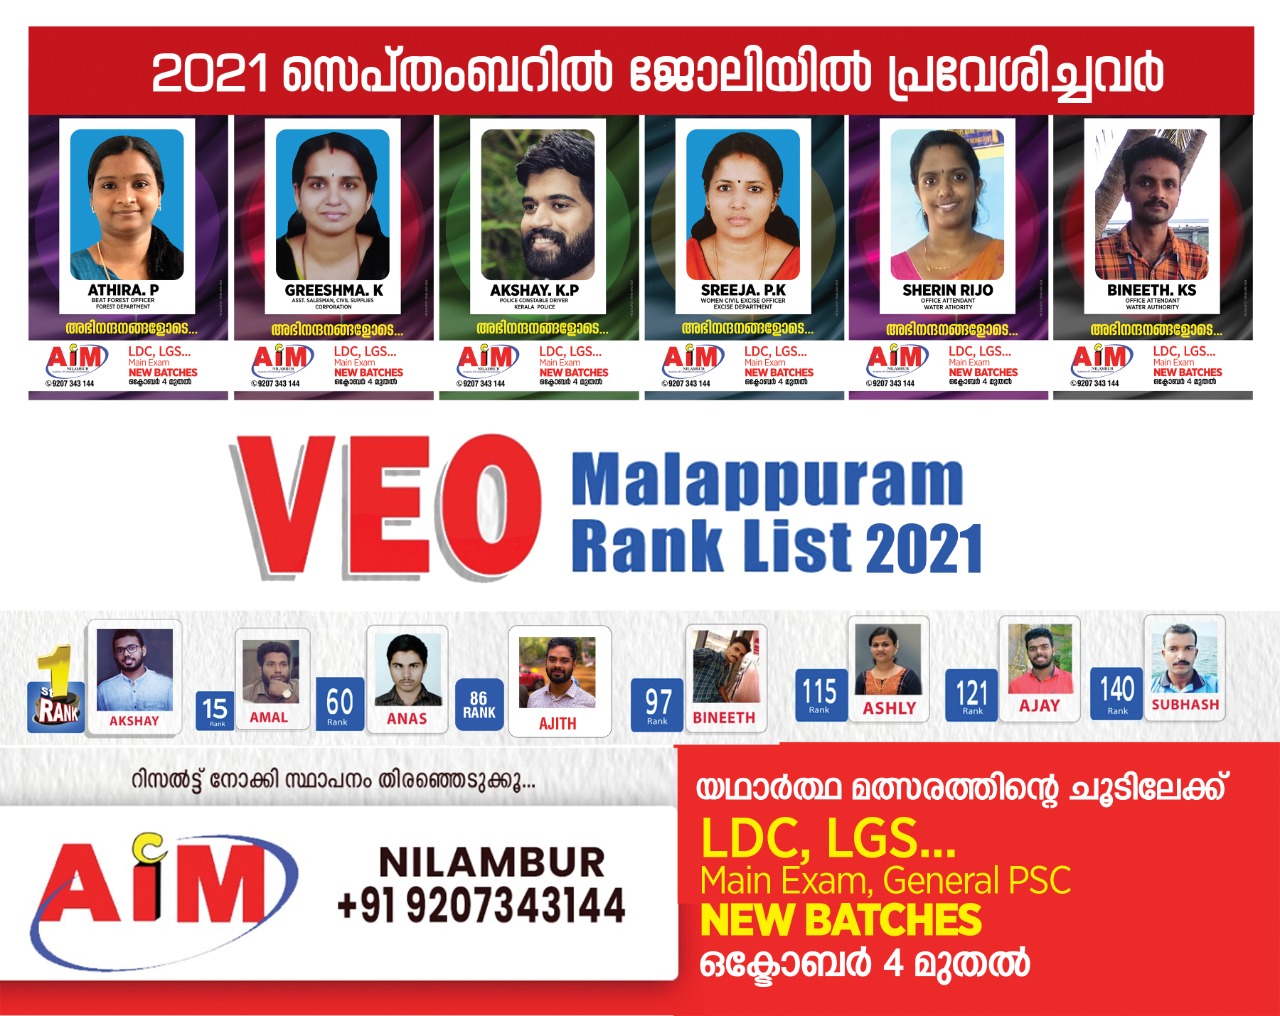 2021 സെപ്തംബറിൽ ജോലിയിൽ പ്രവേശിച്ചവർ
ATHIRA. P
BEAT FOREST OFFICER
FOREST DEPARTMENT
അഭിനന്ദനങ്ങളോടെ...
AiM
NILAMBUR
9207 343 144
LDC, LGS...
Main Exam
NEW BATCHES
ഒക്ടോബർ 4 മുതൽ
GREESHMA. K
ASST. SALESMAN, CIVIL SUPPLIES
CORPORATION
അഭിനന്ദനങ്ങളോടെ...
AiM
NILAMBUR
9207 343 144
LDC, LGS...
Main Exam
NEW BATCHES
ഒക്ടോബർ 4 മുതൽ
AKSHAY. K.P
POLICE CONSTABLE DRIVER
KERALA POLICE
അഭിനന്ദനങ്ങളോടെ...
AiM
NILAMBUR
9207 343 144
LDC, LGS...
Main Exam
NEW BATCHES
ഒക്ടോബർ 4 മുതൽ
SREEJA. P.K
WOMEN CIVIL EXCISE OFFICER
EXCISE DEPARTMENT
അഭിനന്ദനങ്ങളോടെ...
AiM
NILAMBUR
9207 343 144
LDC, LGS...
Main Exam
NEW BATCHES
ഒക്ടോബർ 4 മുതൽ
SHERIN RIJO
OFFICE ATTENDANT
WATER ATHORITY
അഭിനന്ദനങ്ങളോടെ...
AiM
NILAMBUR
9207 343 144
LDC, LGS...
Main Exam
NEW BATCHES
ഒക്ടോബർ 4 മുതൽ
BINEETH. KS
OFFICE ATTENDANT
WATER AUTHORITY
അഭിനന്ദനങ്ങളോടെ...
AiM
NILAMBUR
9207 343 144
LDC, LGS...
Main Exam
NEW BATCHES
ഒക്ടോബർ 4 മുതൽ
VEO
Malappuram
Rank List 2021
1
St
RANK
AKSHAY
15
Rank
AMAL
60
Rank
ANAS
86
RANK
AJITH
97
Rank
BINEETH
115
Rank
ASHLY
121
Rank
AJAY
140
Rank
SUBHASH
റിസൽട്ട് നോക്കി സ്ഥാപനം തിരഞ്ഞെടുക്കൂ...
AiM
NILAMBUR
+91 9207343144
യഥാർത്ഥ മത്സരത്തിന്റെ ചൂടിലേക്ക്
LDC, LGS...
Main Exam, General PSC
NEW BATCHES
ഒക്ടോബർ 4 മുതൽ